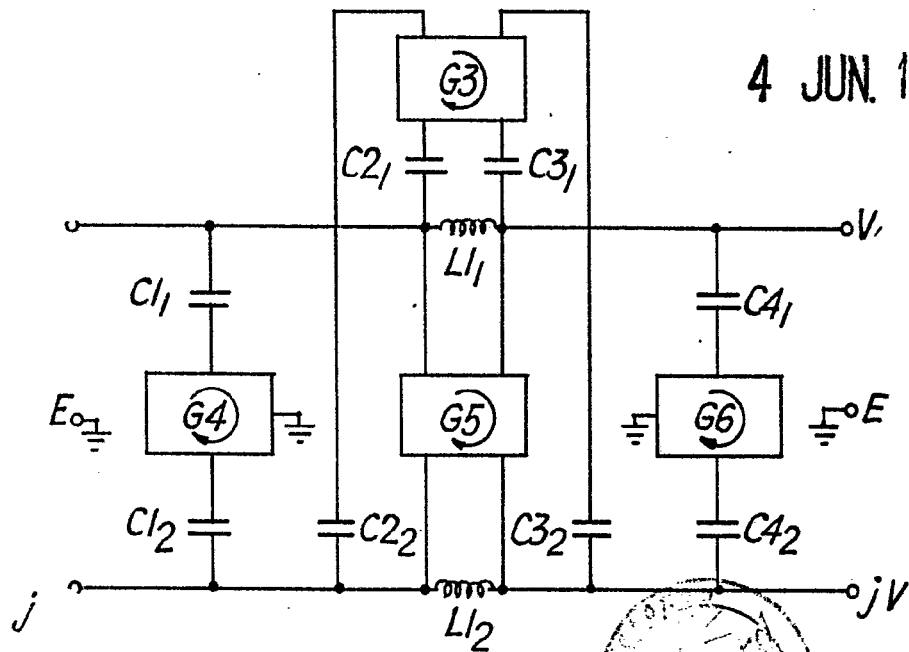 G3
4 JUN. 1
C2₁
C3₁
V₁
L1₁
C1₁
C4₁
E
G4
G5
G6
E
C1₂
C2₂
C3₂
C4₂
j
L1₂
jV